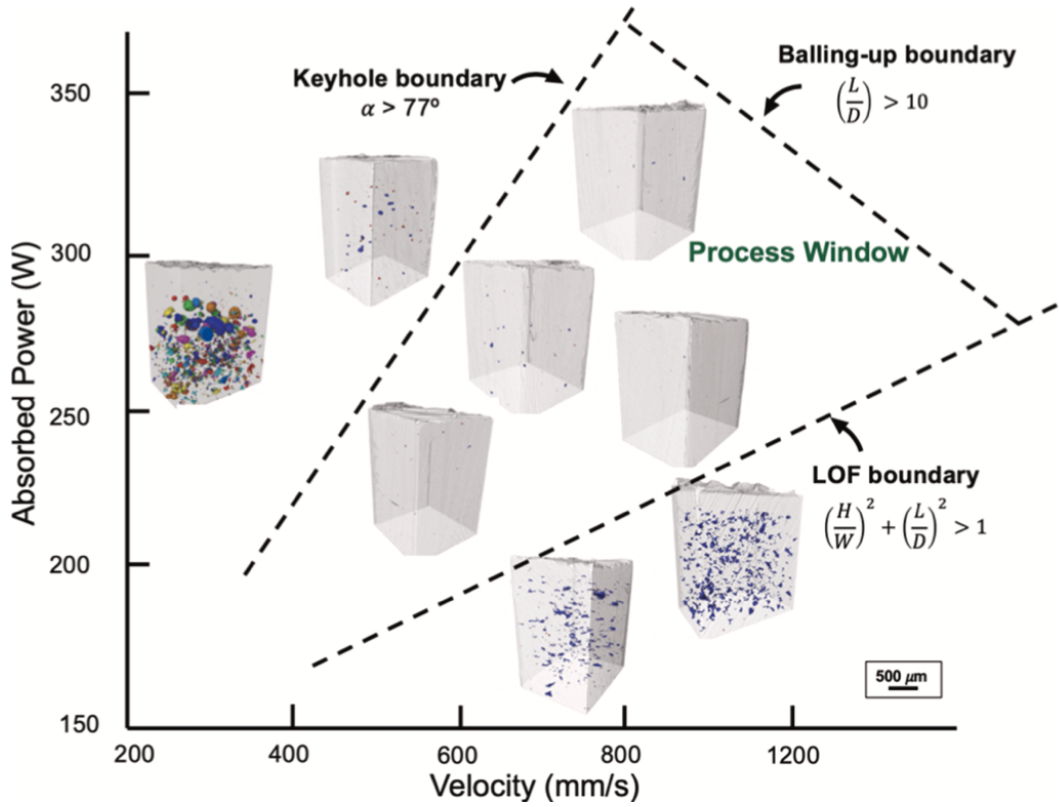 350
300
250
200
150
Absorbed Power (W)
200
400
600
800
1200
Velocity (mm/s)
Keyhole boundary
α > 77º
Balling-up boundary
(L/D) > 10
Process Window
LOF boundary
(H/W)² + (L/D)² > 1
500 μm